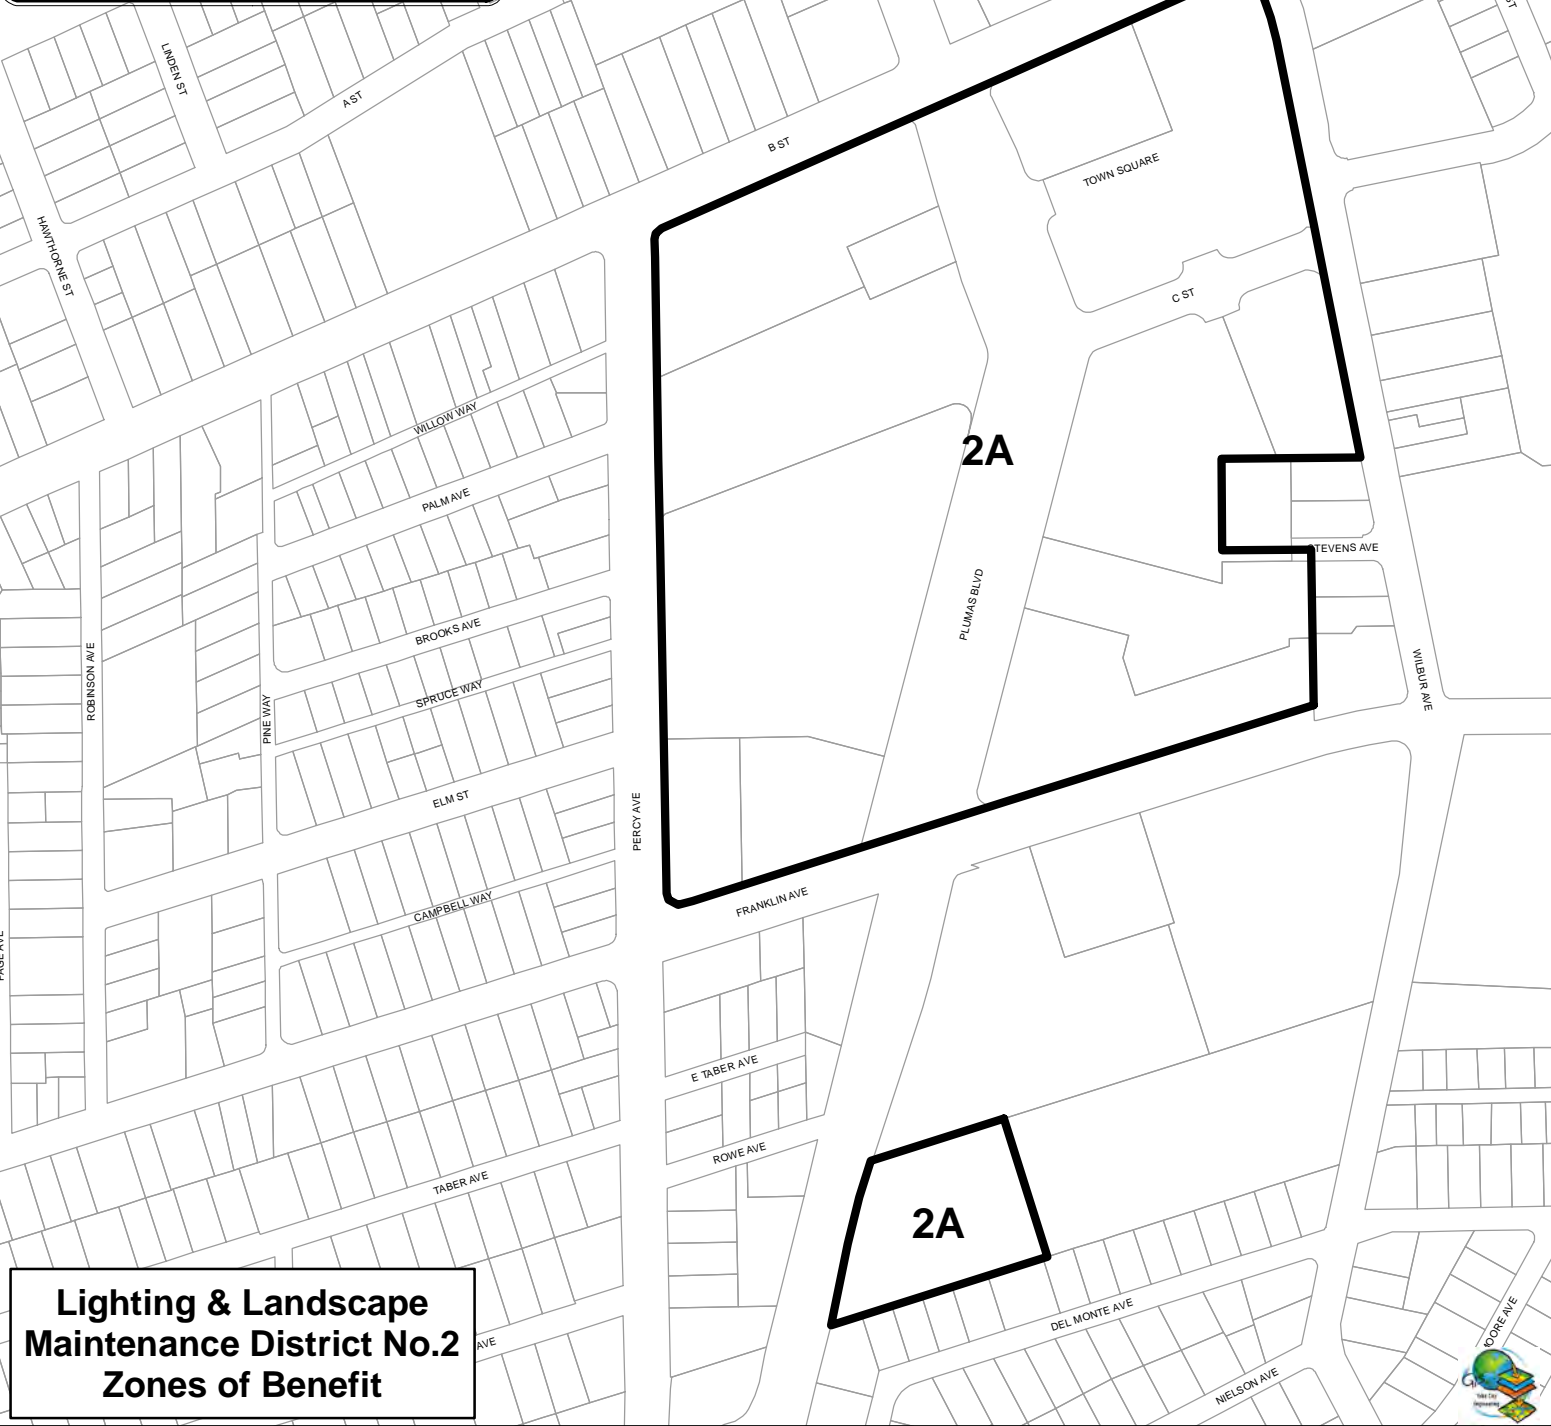 LINDEN ST
A ST
B ST
TOWN SQUARE
HAWTHORNE ST
C ST
WILLOW WAY
2A
PALM AVE
STEVENS AVE
PLUMAS BLVD
BROOKS AVE
ROBINSON AVE
WILBUR AVE
SPRUCE WAY
PINE WAY
ELM ST
PERCY AVE
FRANKLIN AVE
CAMPBELL WAY
E TABER AVE
ROWE AVE
TABER AVE
2A
DEL MONTE AVE
AVE
NIELSON AVE
Lighting & Landscape
Maintenance District No.2
Zones of Benefit